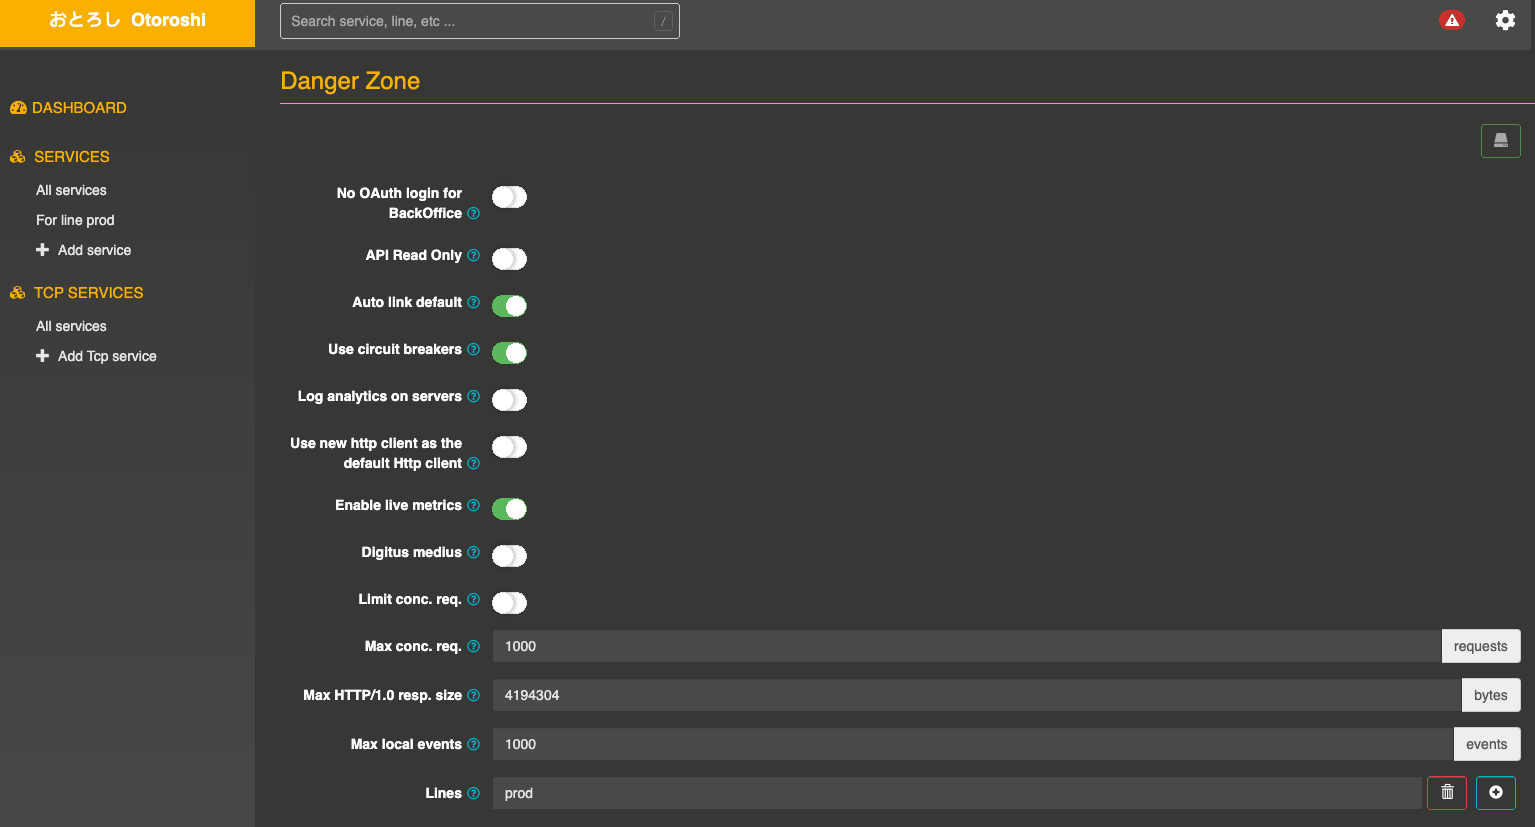 おとろし Otoroshi
Search service, line, etc ...
/
Danger Zone
DASHBOARD
SERVICES
All services
For line prod
Add service
TCP SERVICES
All services
Add Tcp service
No OAuth login for
BackOffice
API Read Only
Auto link default
Use circuit breakers
Log analytics on servers
Use new http client as the
default Http client
Enable live metrics
Digitus medius
Limit conc. req.
Max conc. req. 1000 requests
Max HTTP/1.0 resp. size 4194304 bytes
Max local events 1000 events
Lines prod